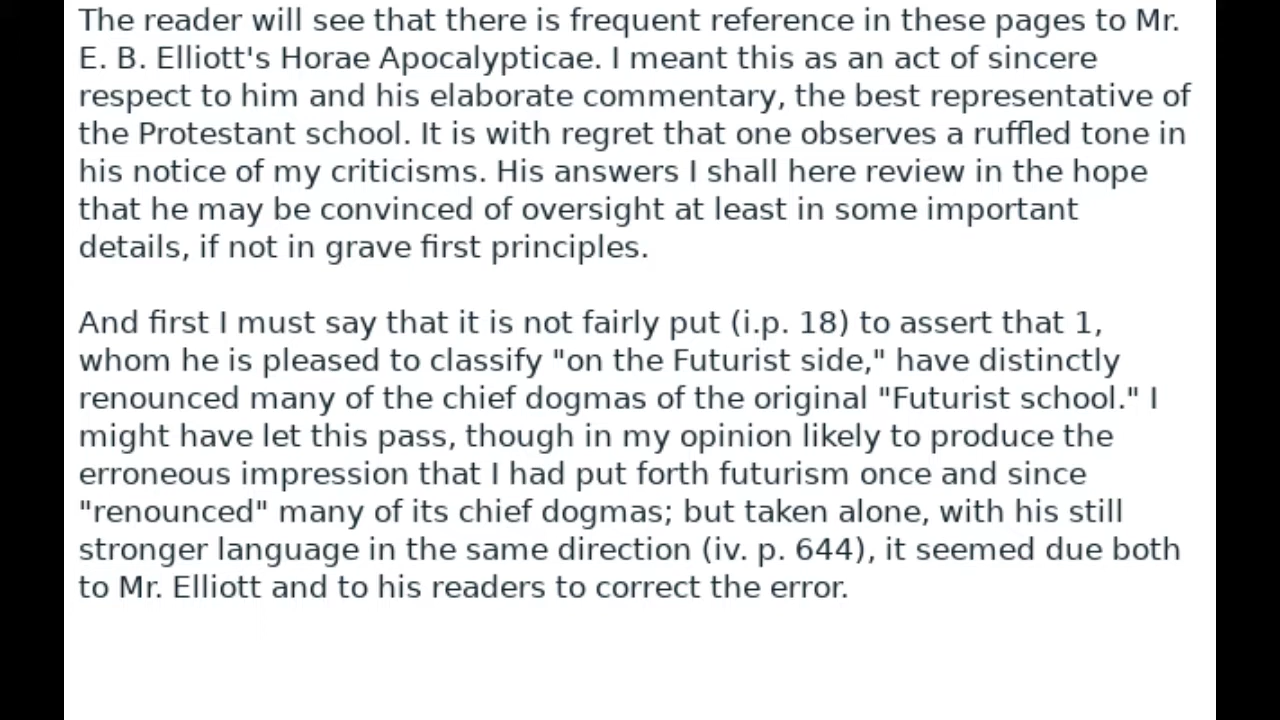 The reader will see that there is frequent reference in these pages to Mr.
E. B. Elliott's Horae Apocalypticae. I meant this as an act of sincere
respect to him and his elaborate commentary, the best representative of
the Protestant school. It is with regret that one observes a ruffled tone in
his notice of my criticisms. His answers I shall here review in the hope
that he may be convinced of oversight at least in some important
details, if not in grave first principles.

And first I must say that it is not fairly put (i.p. 18) to assert that 1,
whom he is pleased to classify "on the Futurist side," have distinctly
renounced many of the chief dogmas of the original "Futurist school." I
might have let this pass, though in my opinion likely to produce the
erroneous impression that I had put forth futurism once and since
"renounced" many of its chief dogmas; but taken alone, with his still
stronger language in the same direction (iv. p. 644), it seemed due both
to Mr. Elliott and to his readers to correct the error.